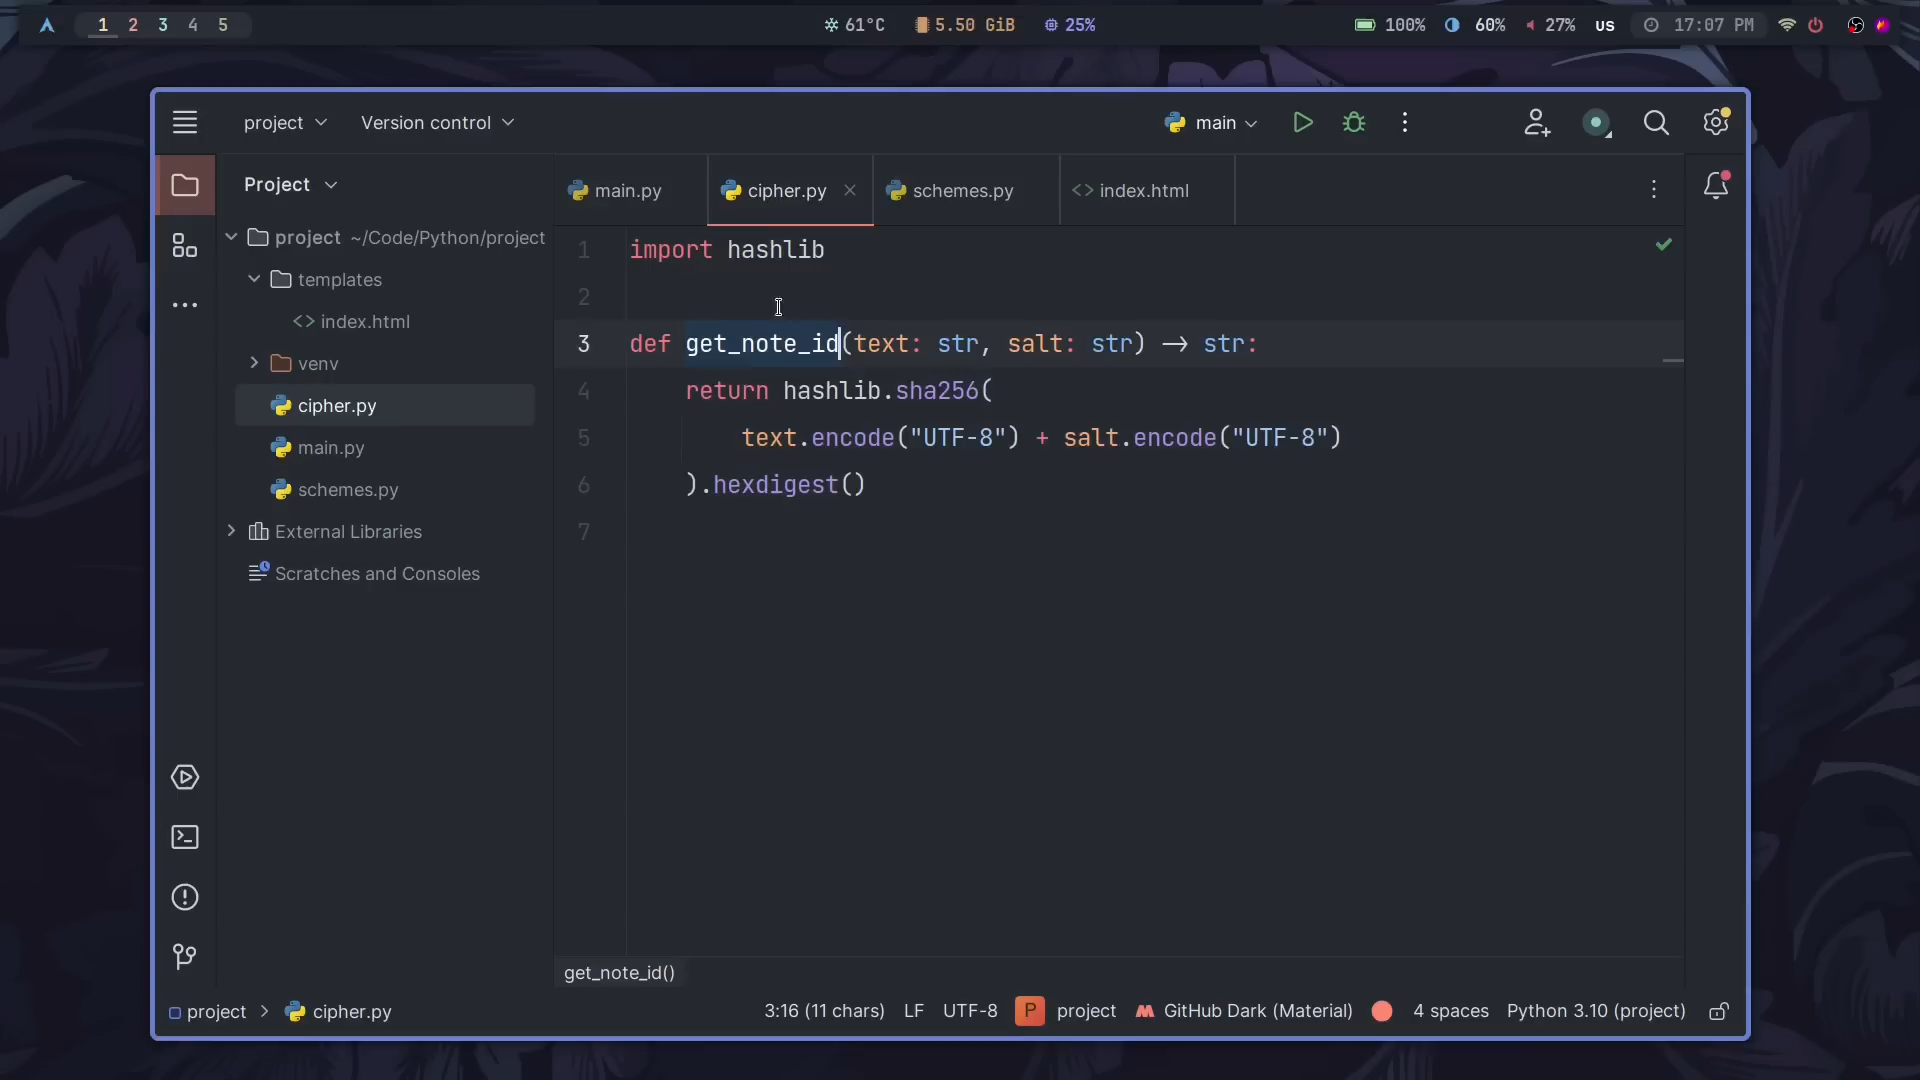 1 2 3 4 5
61°C 5.50 GiB 25%
100% 60% 27% US 17:07 PM
project Version control main
Project
main.py cipher.py schemes.py index.html
project ~/Code/Python/project
templates
index.html
venv
cipher.py
main.py
schemes.py
External Libraries
Scratches and Consoles
1 import hashlib
2
3 def get_note_id(text: str, salt: str) → str:
4 return hashlib.sha256(
5 text.encode("UTF-8") + salt.encode("UTF-8")
6 ).hexdigest()
7
get_note_id()
project > cipher.py 3:16 (11 chars) LF UTF-8 P project GitHub Dark (Material) 4 spaces Python 3.10 (project)